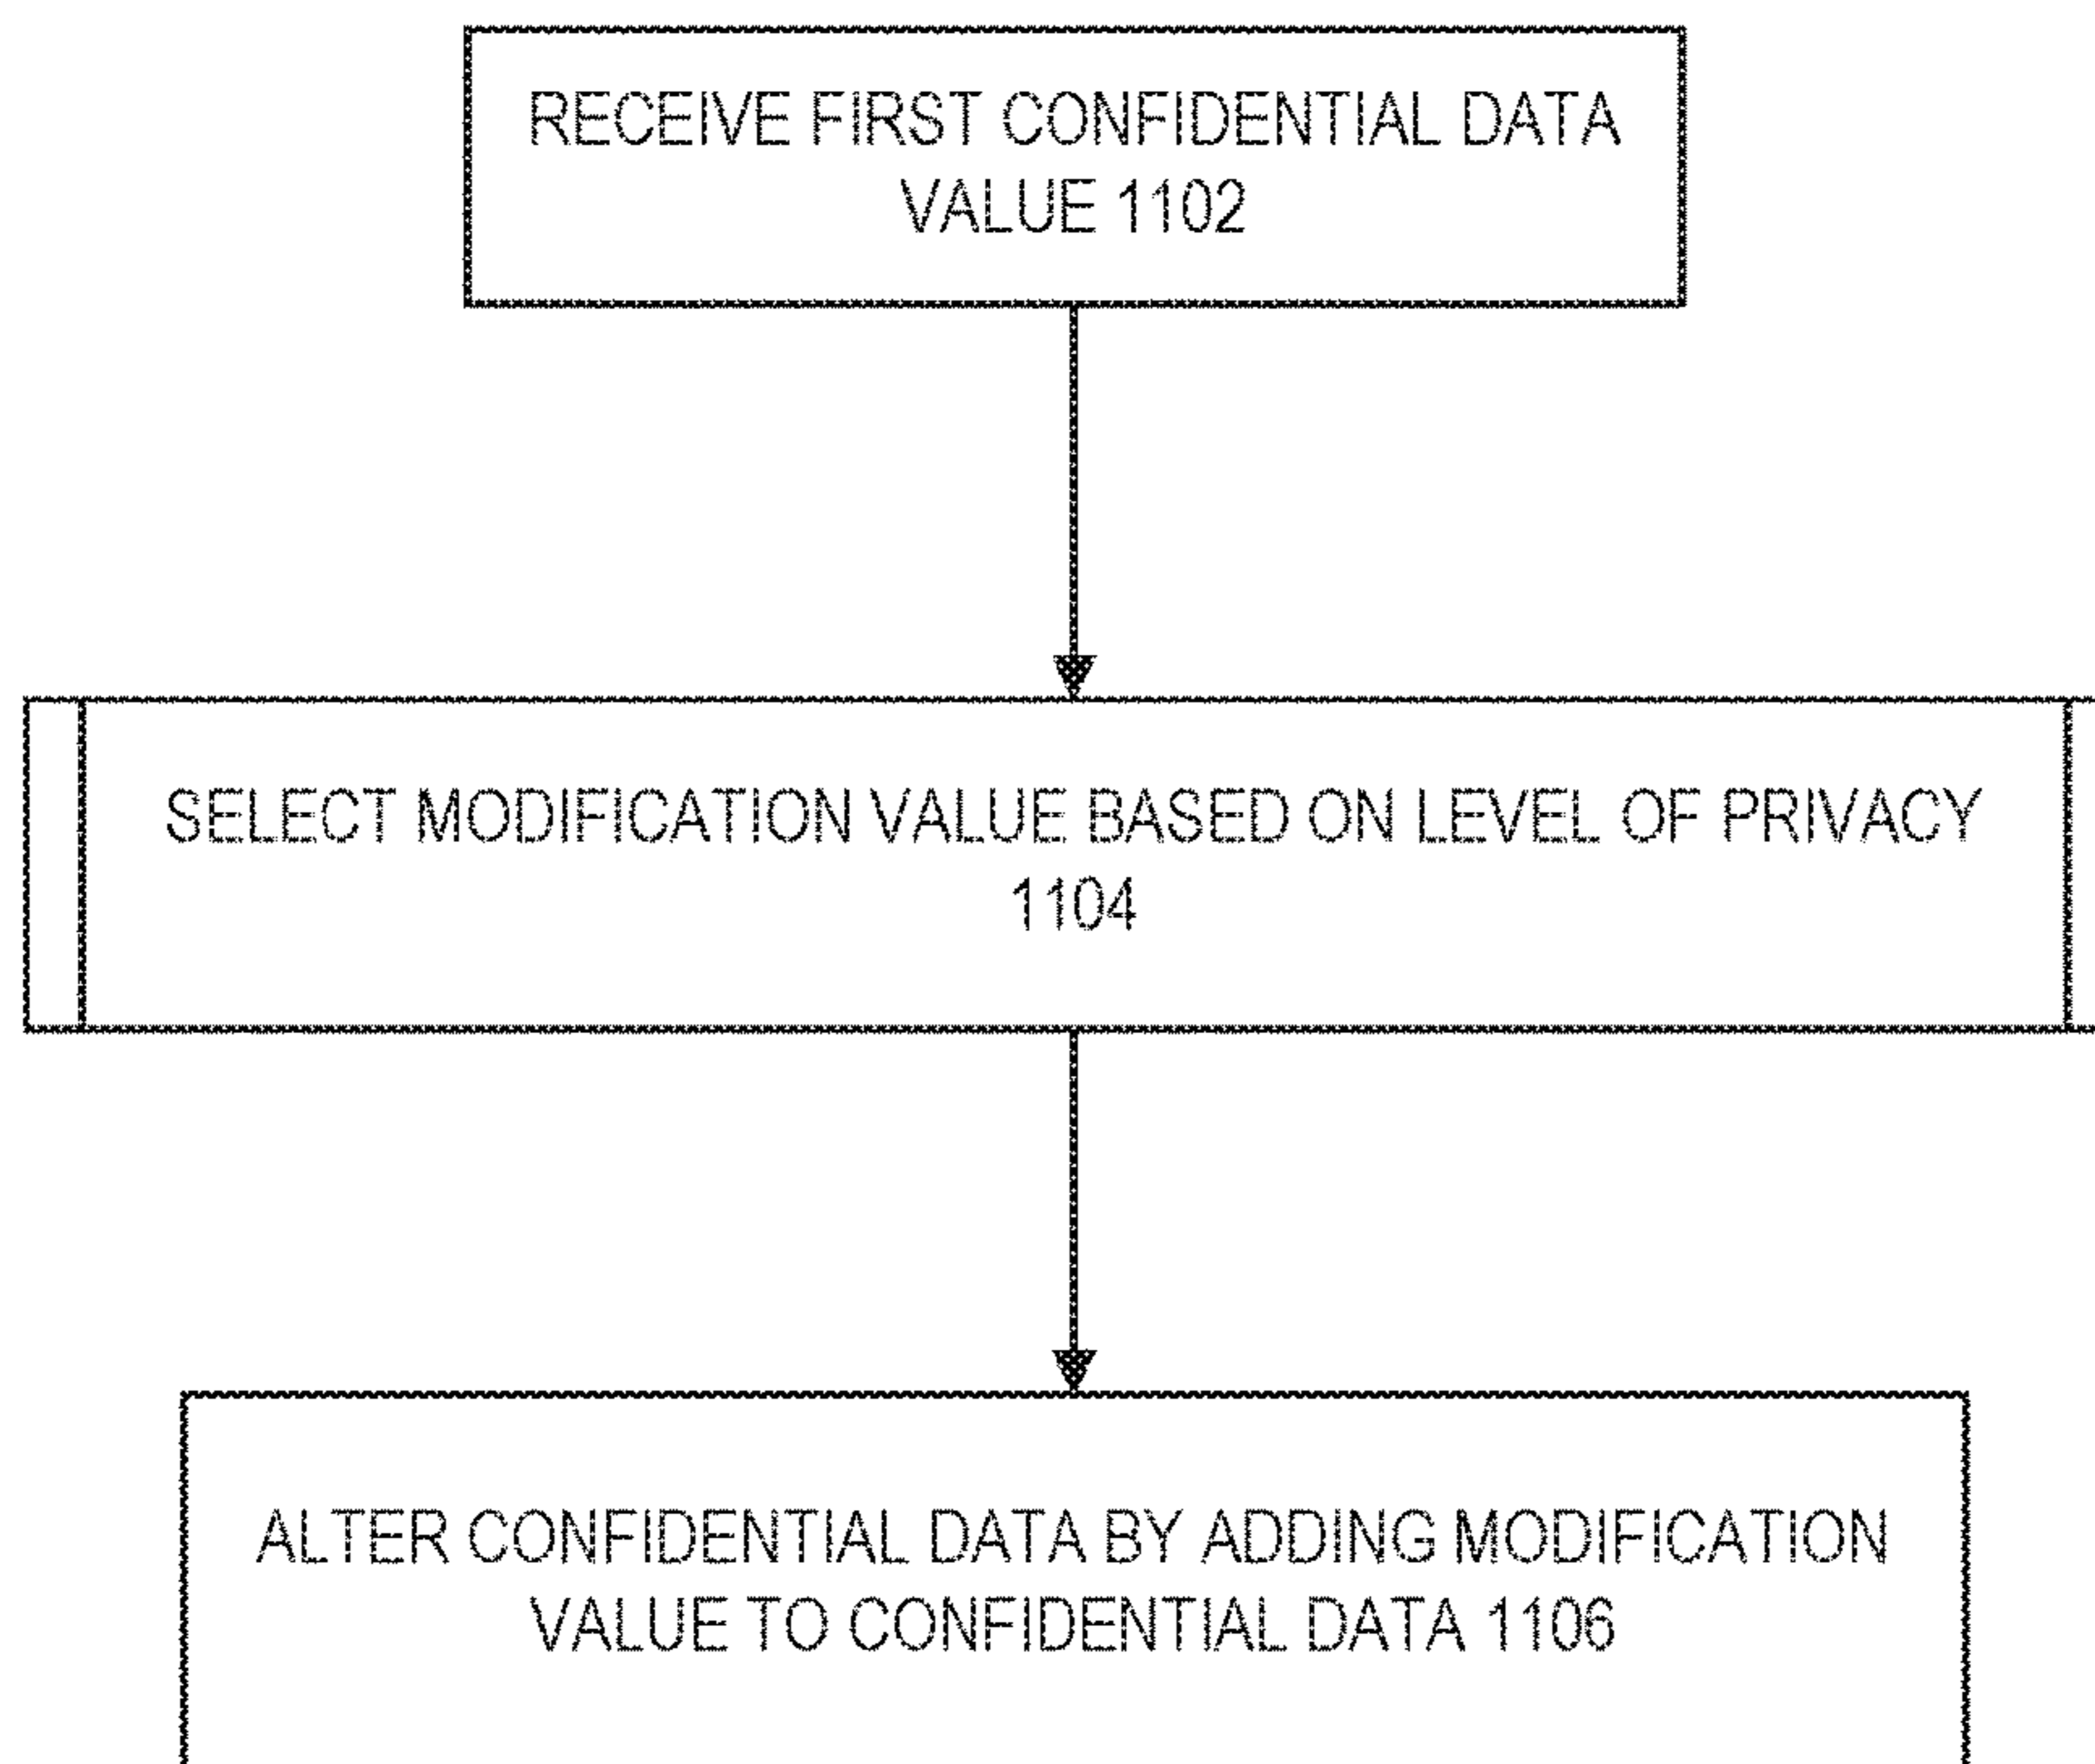 RECEIVE FIRST CONFIDENTIAL DATA
VALUE 1102
SELECT MODIFICATION VALUE BASED ON LEVEL OF PRIVACY
1104
ALTER CONFIDENTIAL DATA BY ADDING MODIFICATION
VALUE TO CONFIDENTIAL DATA 1106